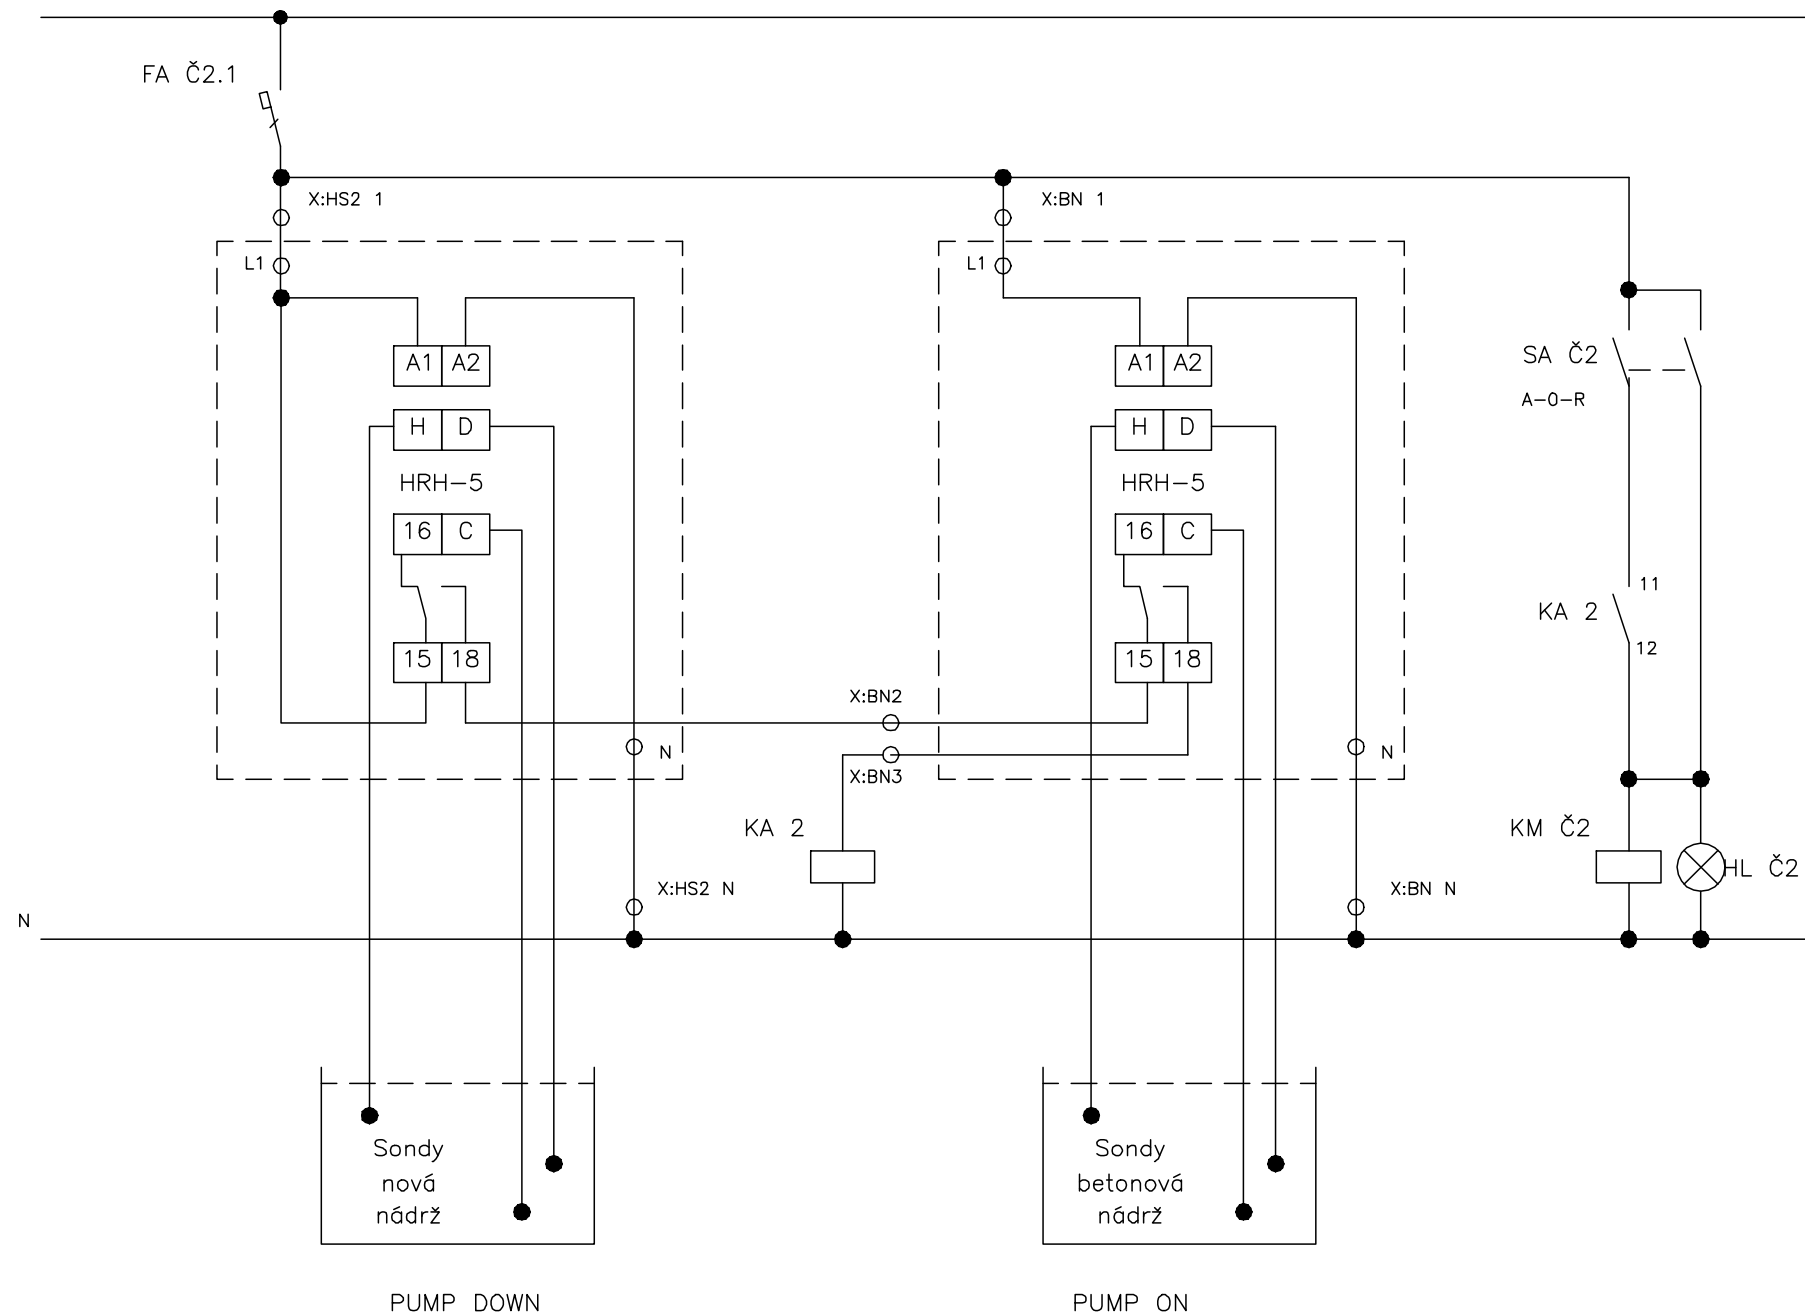 FA Č2.1
X:HS2 1
X:BN 1
L1
L1
A1 A2
A1 A2
SA Č2
A-0-R
H D
H D
HRH-5
HRH-5
16 C
16 C
11
KA 2
12
15 18
15 18
X:BN2
N
N
X:BN3
KA 2
KM Č2
HL Č2
X:HS2 N
X:BN N
N
Sondy
nová
nádrž
Sondy
betonová
nádrž
PUMP DOWN
PUMP ON